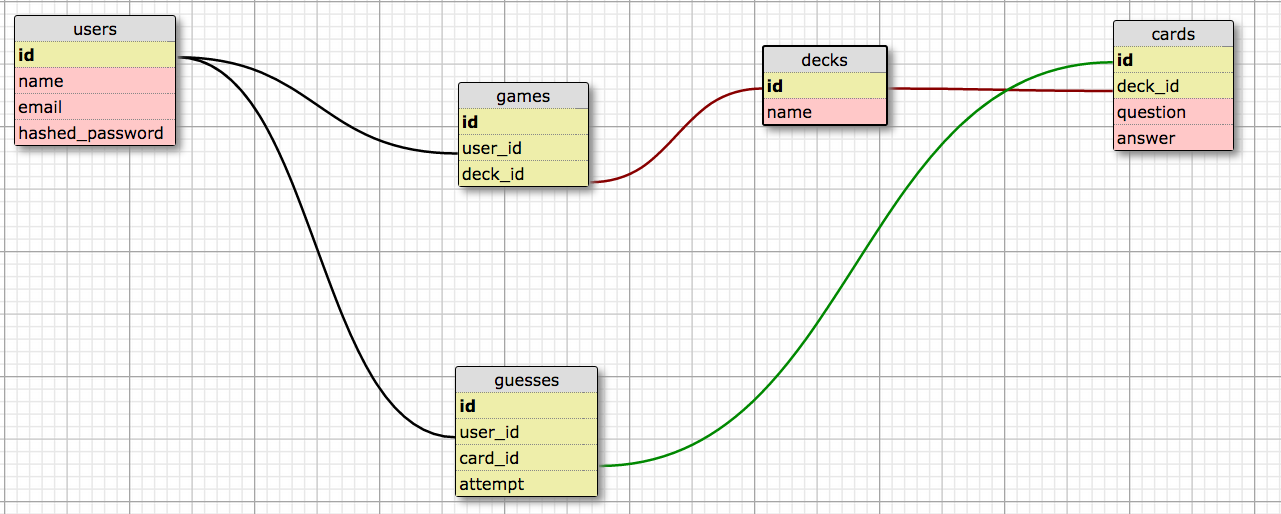 users
id
name
email
hashed_password
games
id
user_id
deck_id
decks
id
name
cards
id
deck_id
question
answer
guesses
id
user_id
card_id
attempt